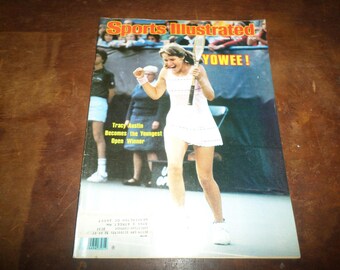 Sports Illustrated
YOWEE!
Tracy Austin
Becomes the Youngest
Open Winner